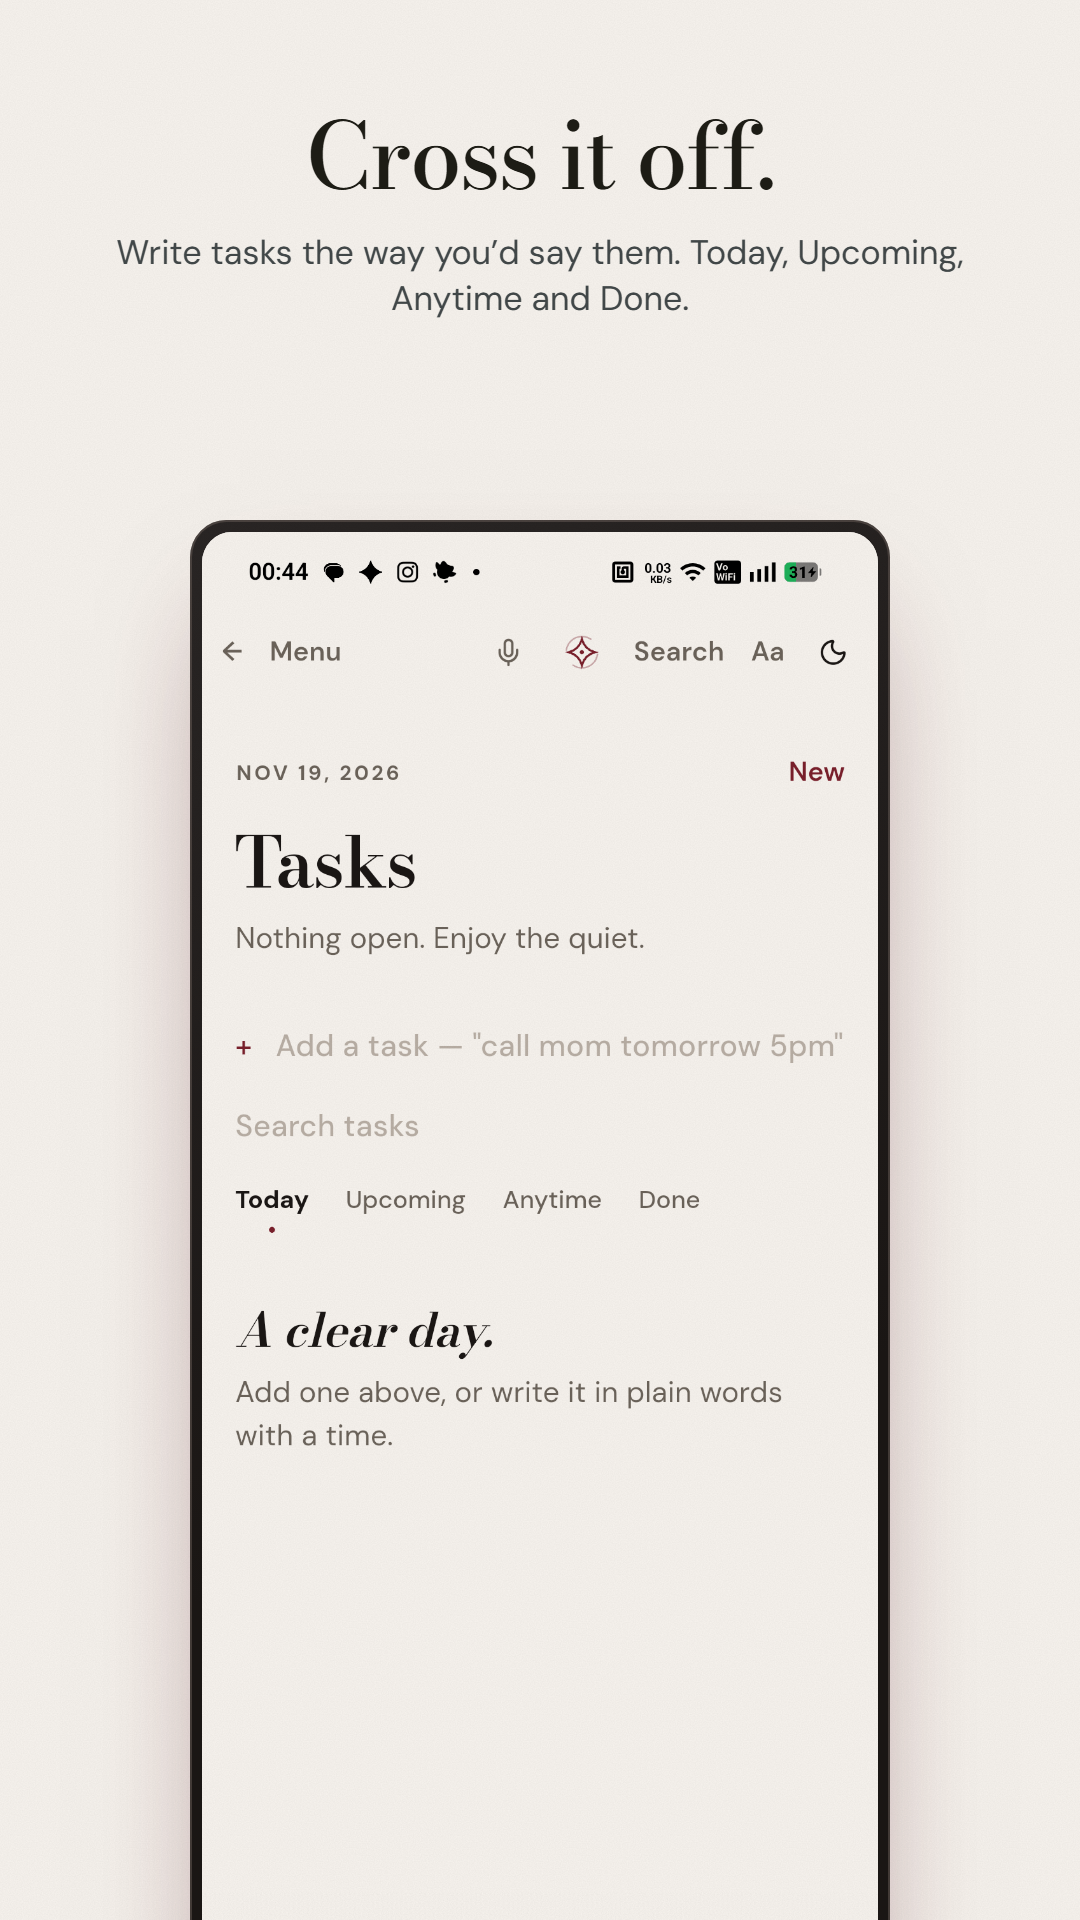 Cross it off.
Write tasks the way you’d say them. Today, Upcoming,
Anytime and Done.
00:44 0.03 KB/s Vo WiFi 31
Menu Search Aa
NOV 19, 2026 New
Tasks
Nothing open. Enjoy the quiet.
+ Add a task — "call mom tomorrow 5pm"
Search tasks
Today Upcoming Anytime Done
A clear day.
Add one above, or write it in plain words
with a time.